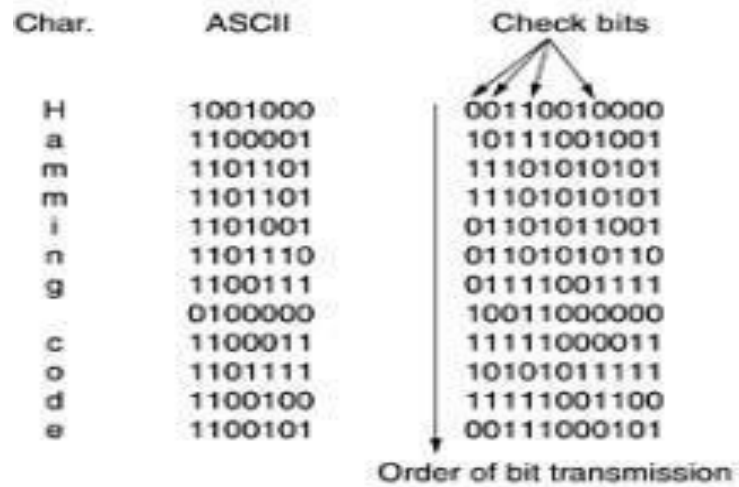 Char. ASCII Check bits
H 1001000 00110010000
a 1100001 10111001001
m 1101101 11101010101
m 1101101 11101010101
i 1101001 01101011001
n 1101110 01101010110
g 1100111 01111001111
0100000 10011000000
c 1100011 11111000011
o 1101111 10101011111
d 1100100 11111001100
e 1100101 00111000101
Order of bit transmission